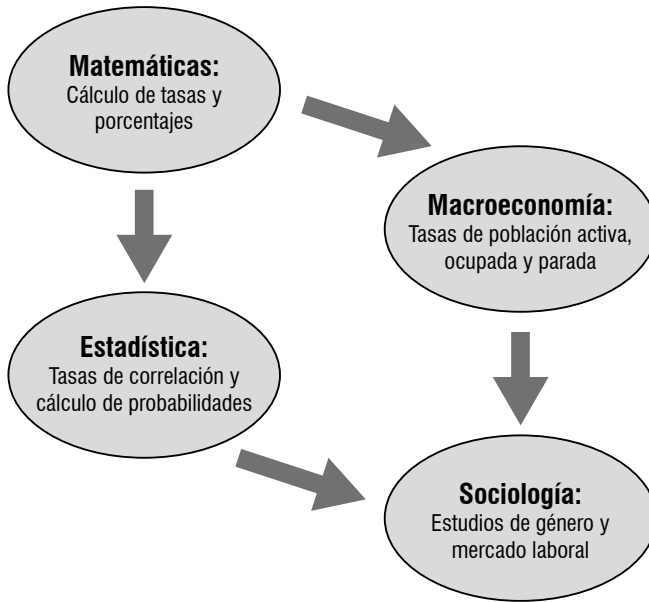 Matemáticas:
Cálculo de tasas y
porcentajes
Macroeconomía:
Tasas de población activa,
ocupada y parada
Estadística:
Tasas de correlación y
cálculo de probabilidades
Sociología:
Estudios de género y
mercado laboral